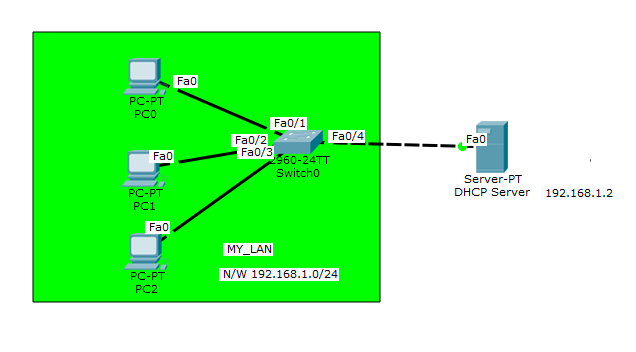 Fa0
PC-PT
PC0
Fa0/1
Fa0/2
Fa0/3
Fa0/4
2960-24TT
Switch0
Fa0
PC-PT
PC1
Fa0
PC-PT
PC2
MY_LAN
N/W 192.168.1.0/24
Fa0
Server-PT
DHCP Server
192.168.1.2